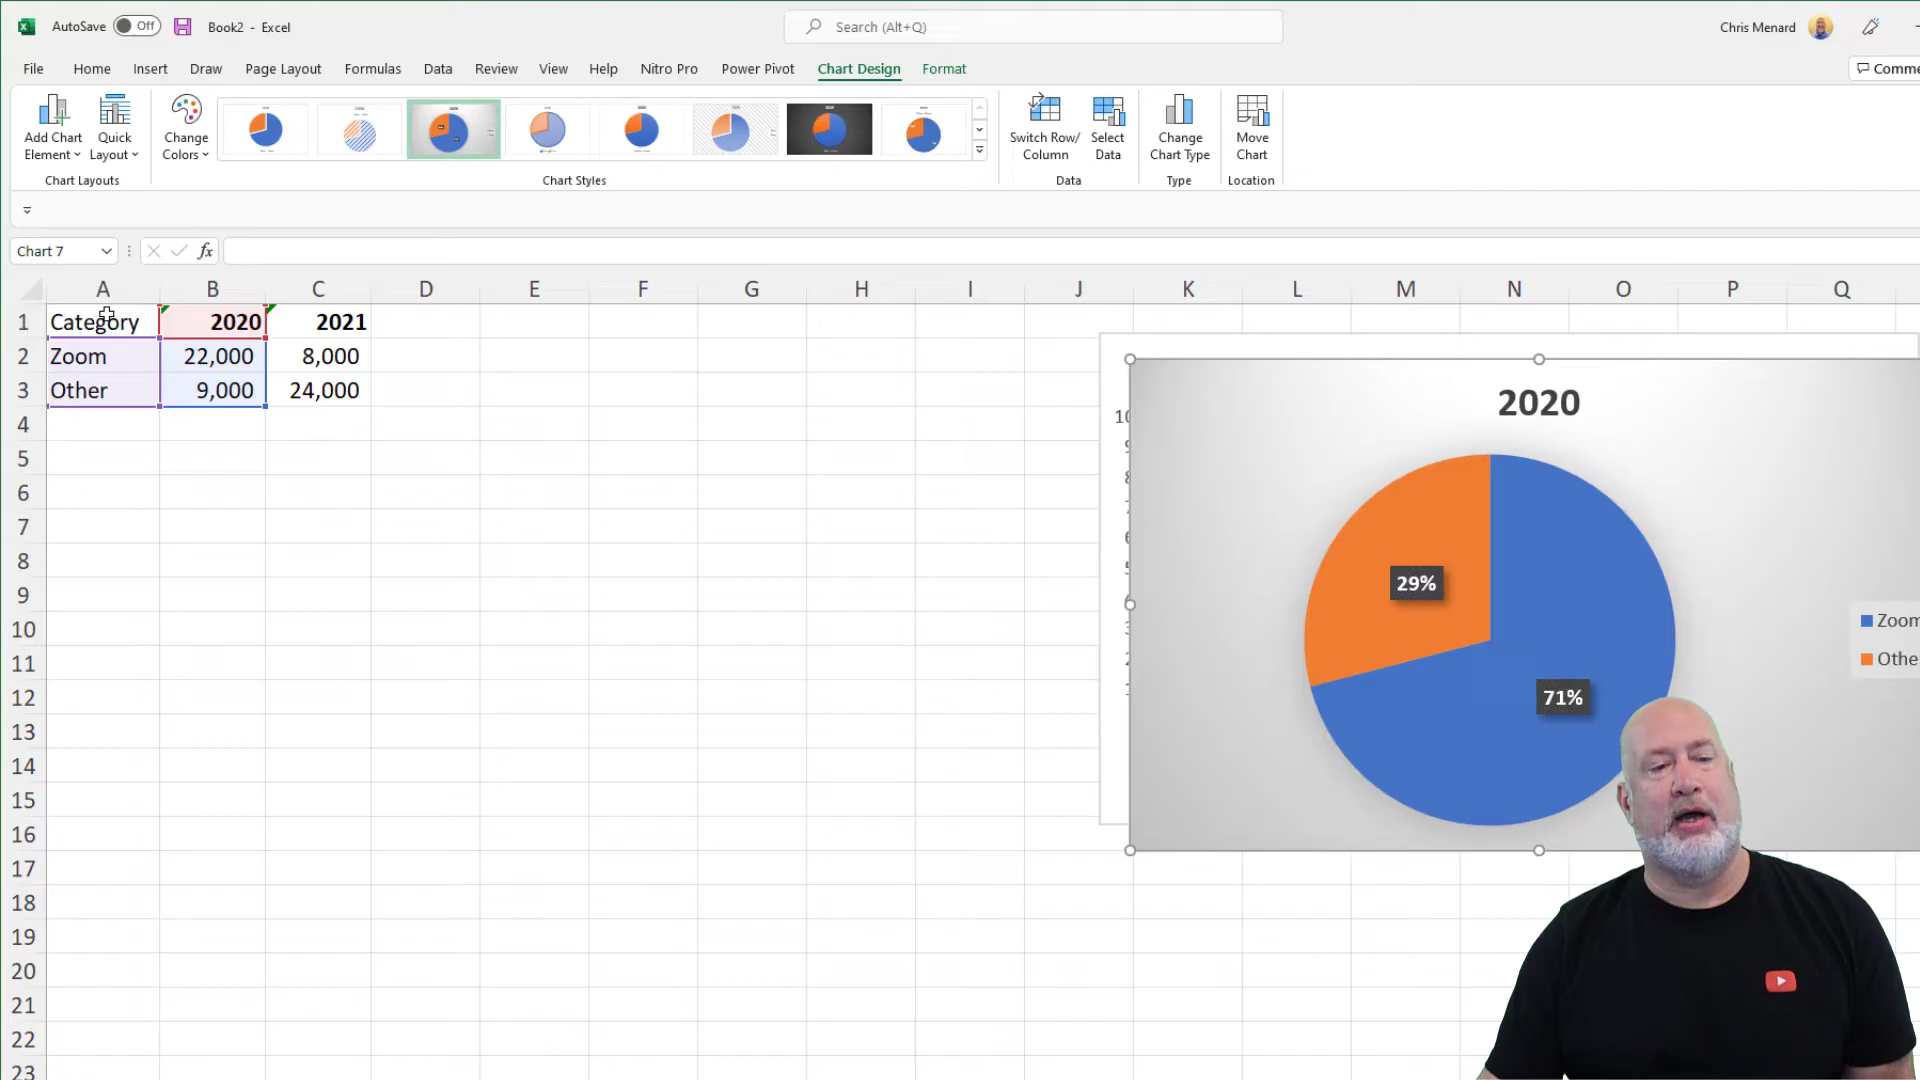 AutoSave Off Book2 - Excel Search (Alt+Q) Chris Menard
File Home Insert Draw Page Layout Formulas Data Review View Help Nitro Pro Power Pivot Chart Design Format
Add Chart Element
Quick Layout
Change Colors
Switch Row/ Column
Select Data
Change Chart Type
Move Chart
Chart Layouts Chart Styles Data Type Location
Chart 7 fx
A B C D E F G H I J K L M N O P Q
1 Category 2020 2021
2 Zoom 22,000 8,000
3 Other 9,000 24,000
4
5
6
7
8
9
10
11
12
13
14
15
16
17
18
19
20
21
22
23
2020
29%
71%
Zoom